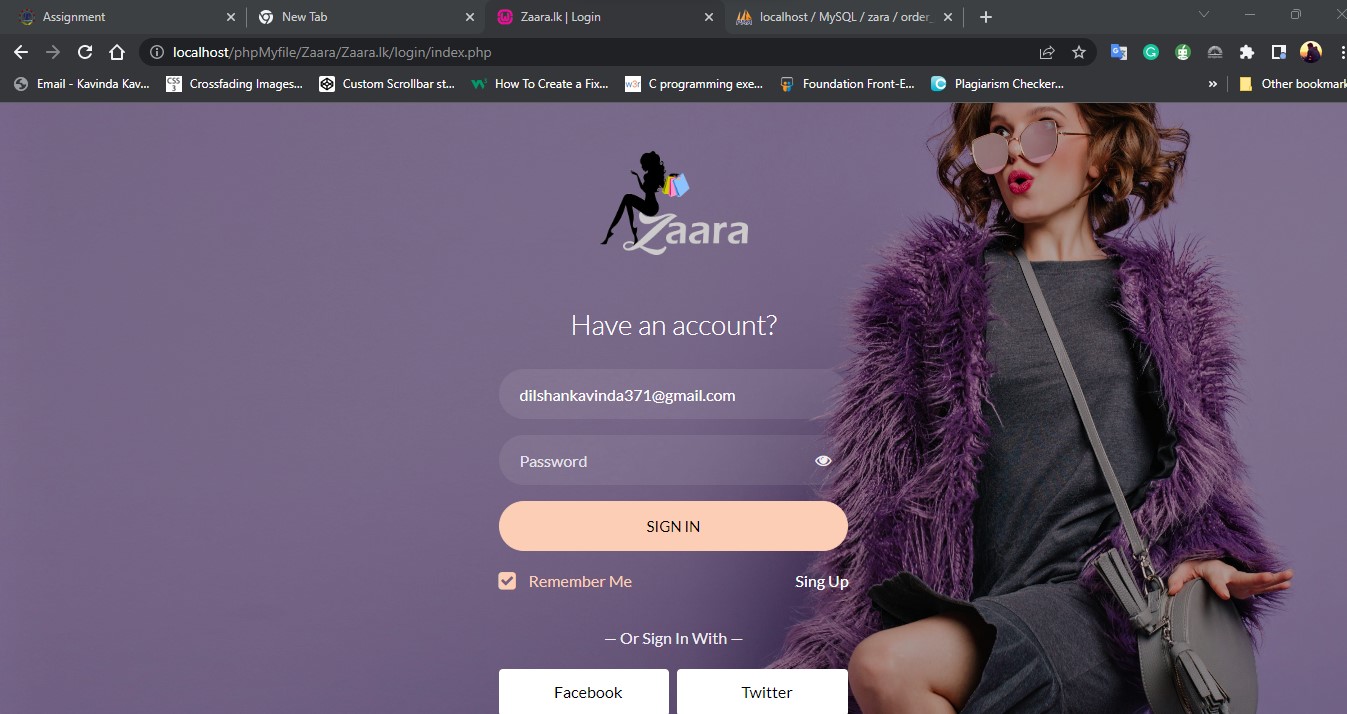 Assignment
New Tab
Zaara.lk | Login
localhost / MySQL / zara / order_
localhost/phpMyfile/Zaara/Zaara.lk/login/index.php
Email - Kavinda Kav...
CSS 3
Crossfading Images...
Custom Scrollbar st...
How To Create a Fix...
w3r
C programming exe...
Foundation Front-E...
Plagiarism Checker...
»
Other bookmark
Zaara
Have an account?
dilshankavinda371@gmail.com
Password
SIGN IN
Remember Me
Sing Up
— Or Sign In With —
Facebook
Twitter